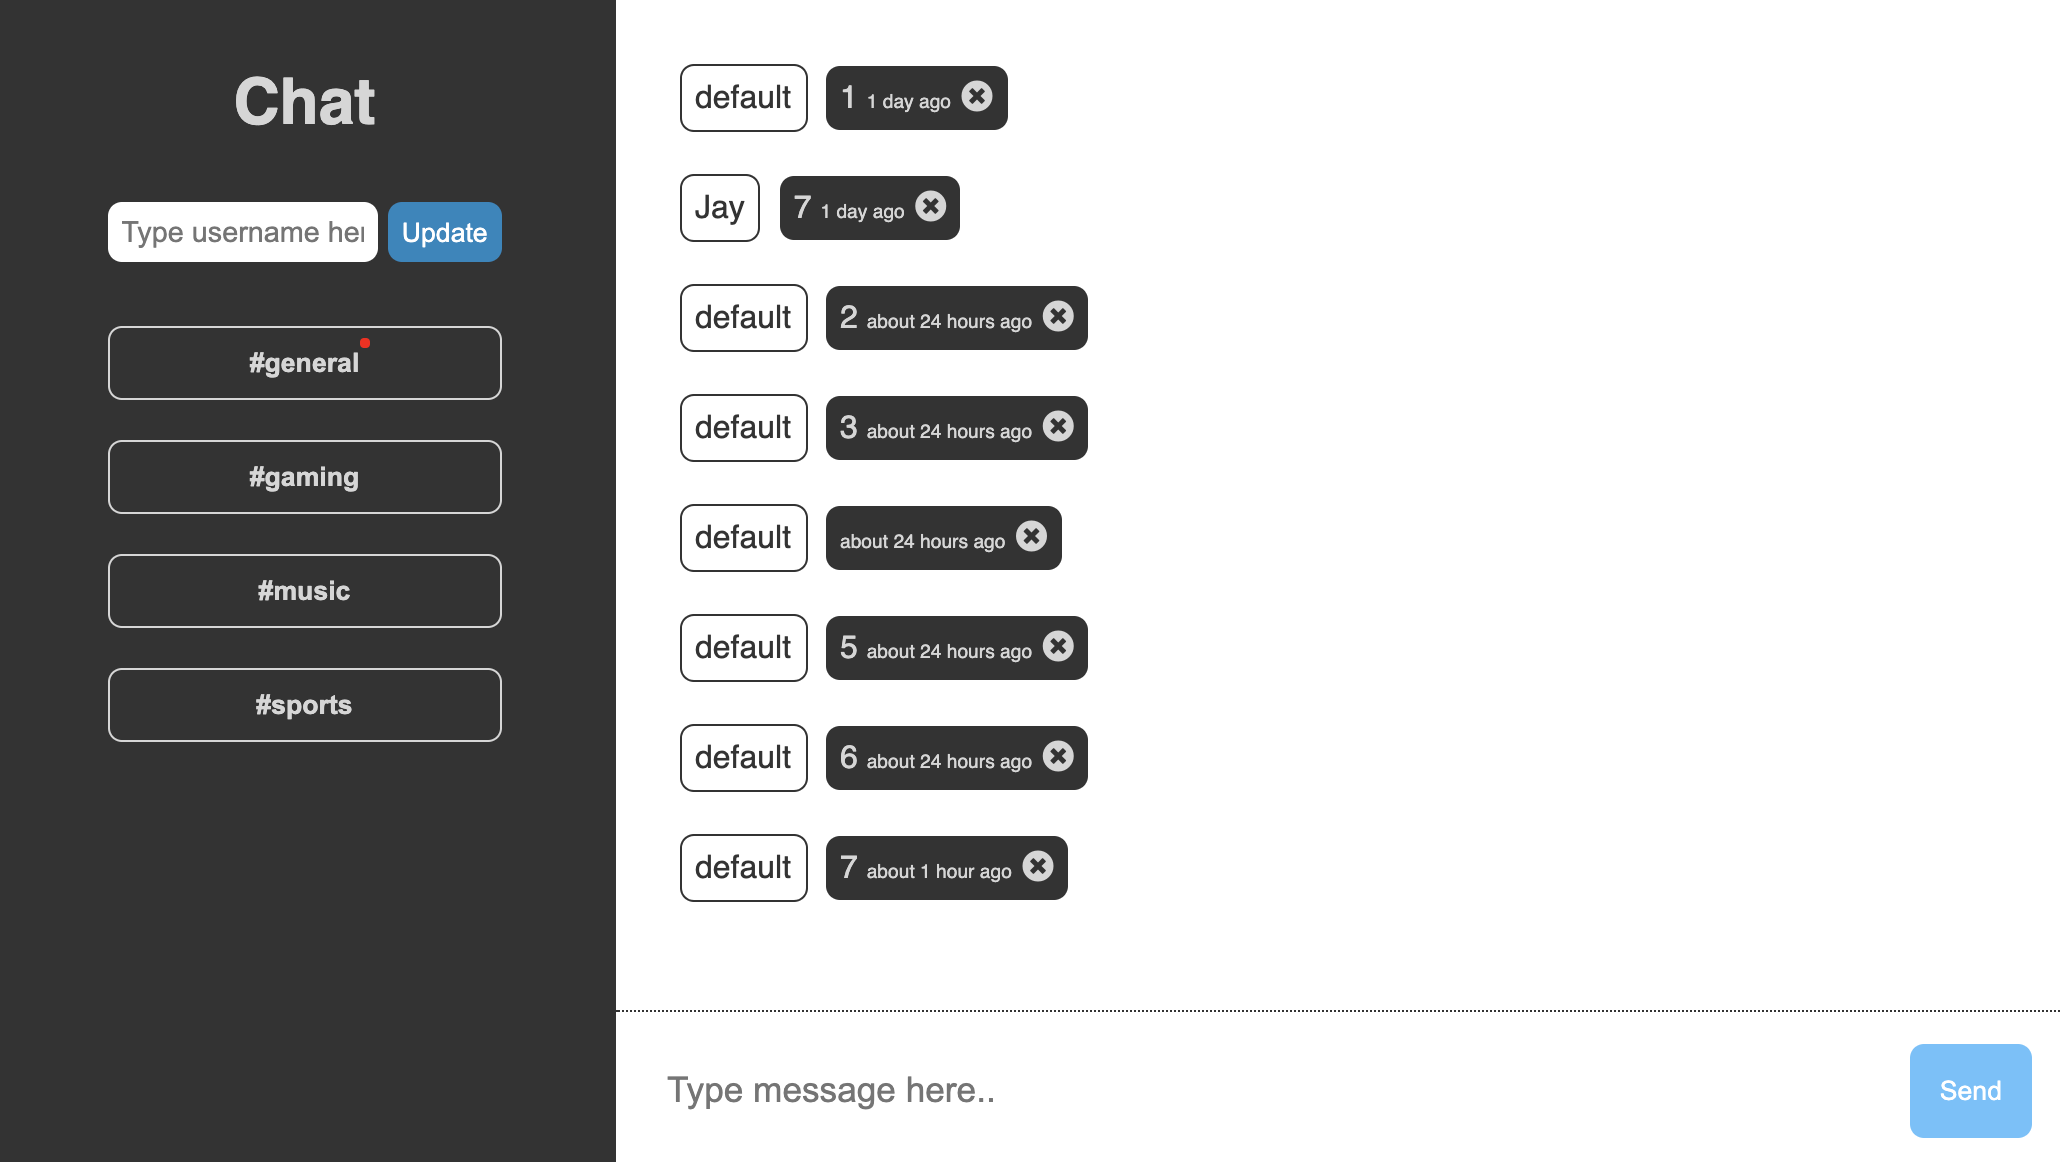 Chat
Type username her
Update
#general
#gaming
#music
#sports
default 1 1 day ago
Jay 7 1 day ago
default 2 about 24 hours ago
default 3 about 24 hours ago
default about 24 hours ago
default 5 about 24 hours ago
default 6 about 24 hours ago
default 7 about 1 hour ago
Type message here..
Send